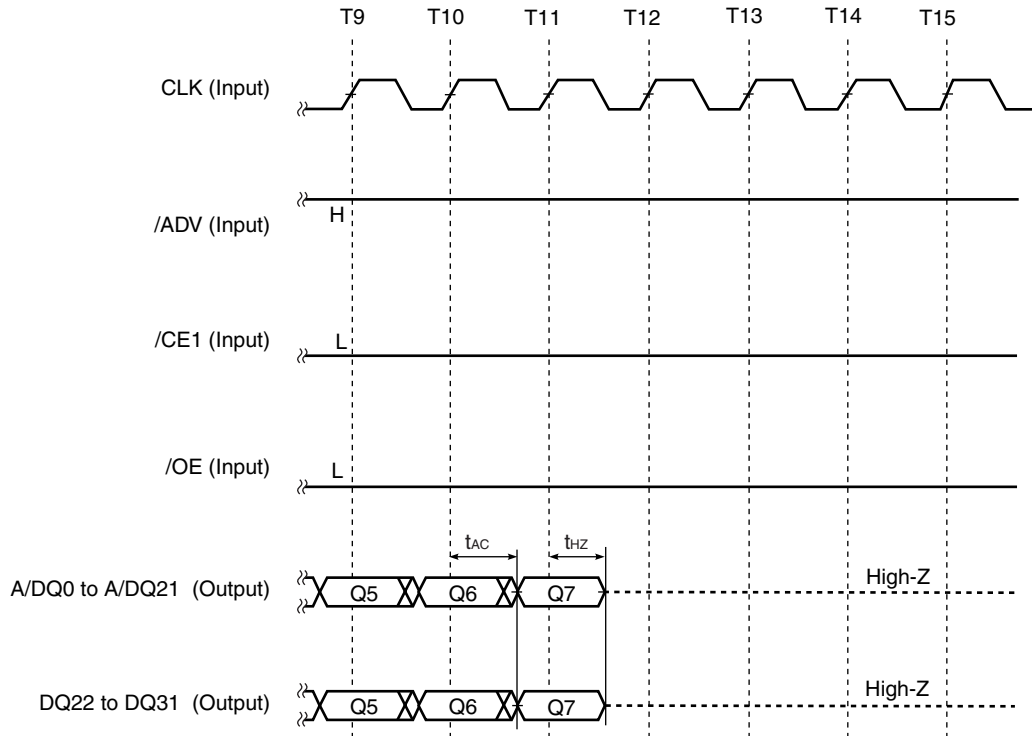 T9 T10 T11 T12 T13 T14 T15
CLK (Input)
H
/ADV (Input)
/CE1 (Input) L
/OE (Input) L
tAC tHZ
A/DQ0 to A/DQ21 (Output) Q5 Q6 Q7 High-Z
DQ22 to DQ31 (Output) Q5 Q6 Q7 High-Z